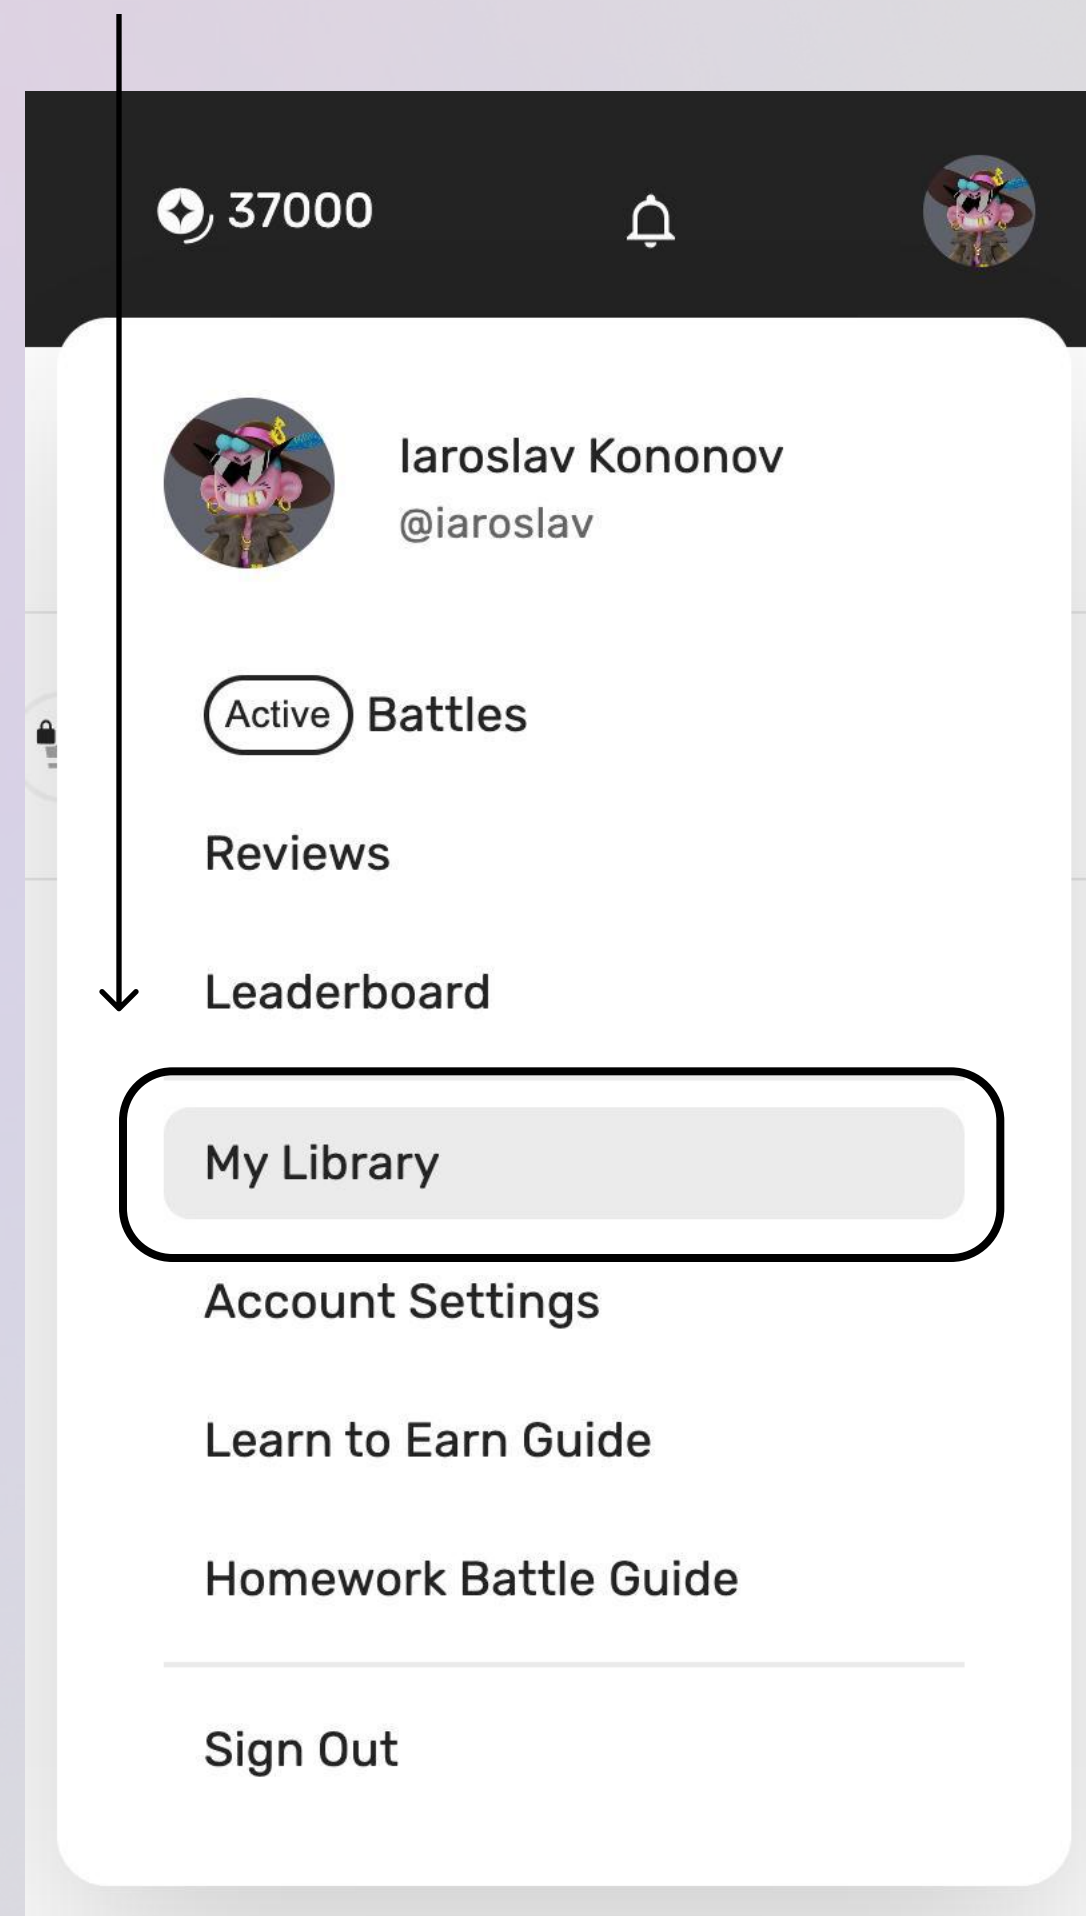 37000
Iaroslav Kononov
@iaroslav
Active Battles
Reviews
Leaderboard
My Library
Account Settings
Learn to Earn Guide
Homework Battle Guide
Sign Out